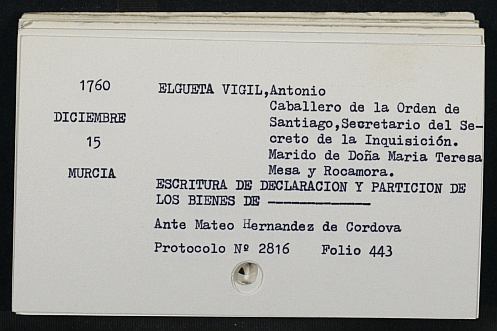 1760 ELGUETA VIGIL,Antonio
Caballero de la Orden de
DICIEMBRE Santiago,Secretario del Se-
15 creto de la Inquisición.
Marido de Doña Maria Teresa
MURCIA Mesa y Rocamora.
ESCRITURA DE DECLARACION Y PARTICION DE
LOS BIENES DE -------------
Ante Mateo Hernandez de Cordova
Protocolo Nº 2816 Folio 443